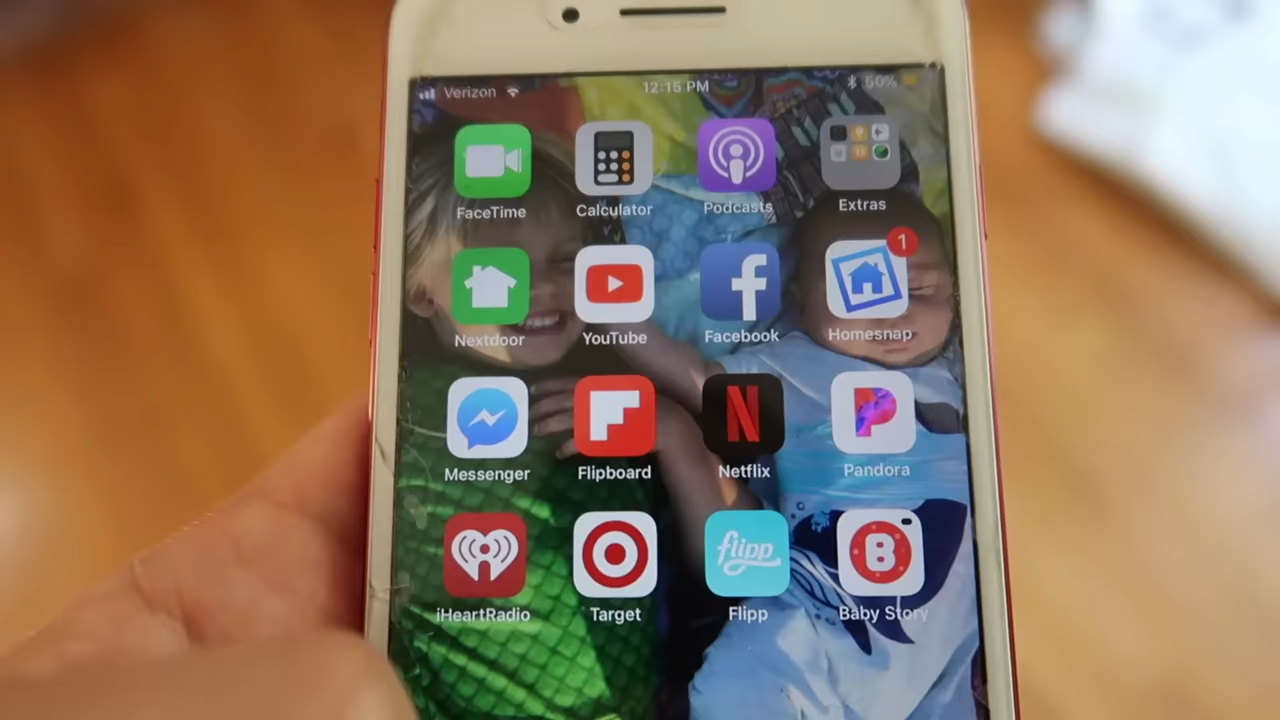 Verizon 12:15 PM 50%
FaceTime Calculator Podcasts Extras
1
Nextdoor YouTube Facebook Homesnap
N P
Messenger Flipboard Netflix Pandora
flipp B
iHeartRadio Target Flipp Baby Story